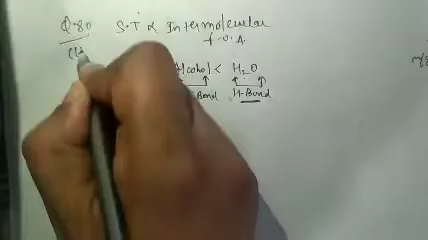 Q 80 S.T ∝ Intermolecular
f.O.A
Alcohol < H₂O
Bond H-Bond